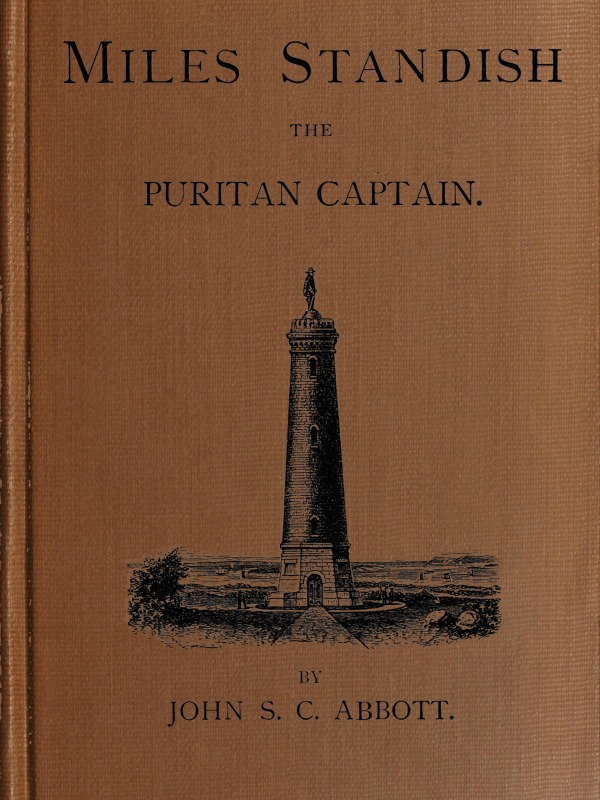 MILES STANDISH
THE
PURITAN CAPTAIN.
BY
JOHN S. C. ABBOTT.